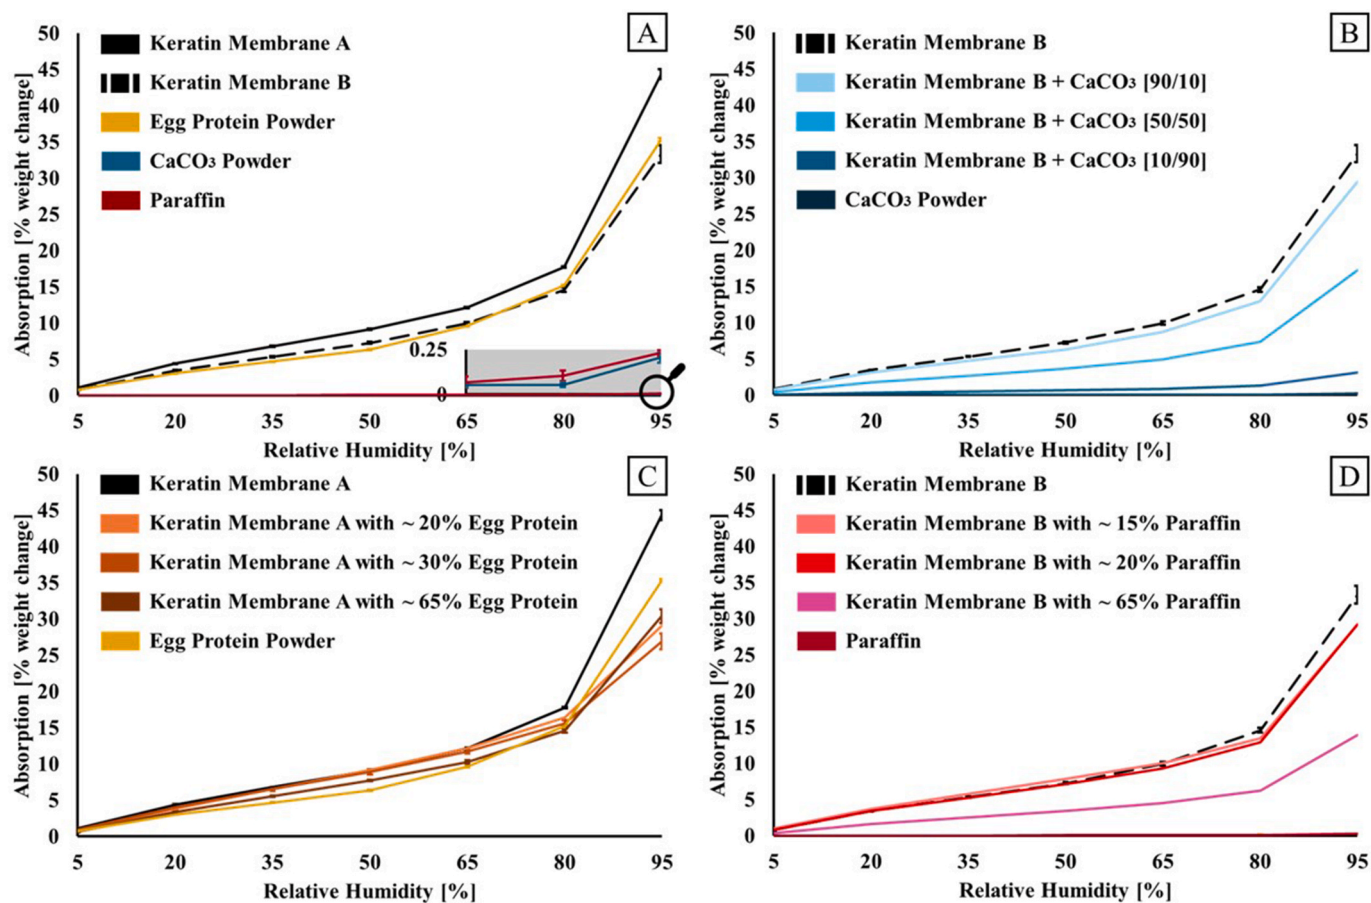 A
Absorption [% weight change]
50
45
40
35
30
25
20
15
10
5
0
Keratin Membrane A
Keratin Membrane B
Egg Protein Powder
CaCO₃ Powder
Paraffin
0.25
0
5 20 35 50 65 80 95
Relative Humidity [%]
B
Absorption [% weight change]
50
45
40
35
30
25
20
15
10
5
0
Keratin Membrane B
Keratin Membrane B + CaCO₃ [90/10]
Keratin Membrane B + CaCO₃ [50/50]
Keratin Membrane B + CaCO₃ [10/90]
CaCO₃ Powder
5 20 35 50 65 80 95
Relative Humidity [%]
C
Absorption [% weight change]
50
45
40
35
30
25
20
15
10
5
0
Keratin Membrane A
Keratin Membrane A with ~ 20% Egg Protein
Keratin Membrane A with ~ 30% Egg Protein
Keratin Membrane A with ~ 65% Egg Protein
Egg Protein Powder
5 20 35 50 65 80 95
Relative Humidity [%]
D
Absorption [% weight change]
50
45
40
35
30
25
20
15
10
5
0
Keratin Membrane B
Keratin Membrane B with ~ 15% Paraffin
Keratin Membrane B with ~ 20% Paraffin
Keratin Membrane B with ~ 65% Paraffin
Paraffin
5 20 35 50 65 80 95
Relative Humidity [%]